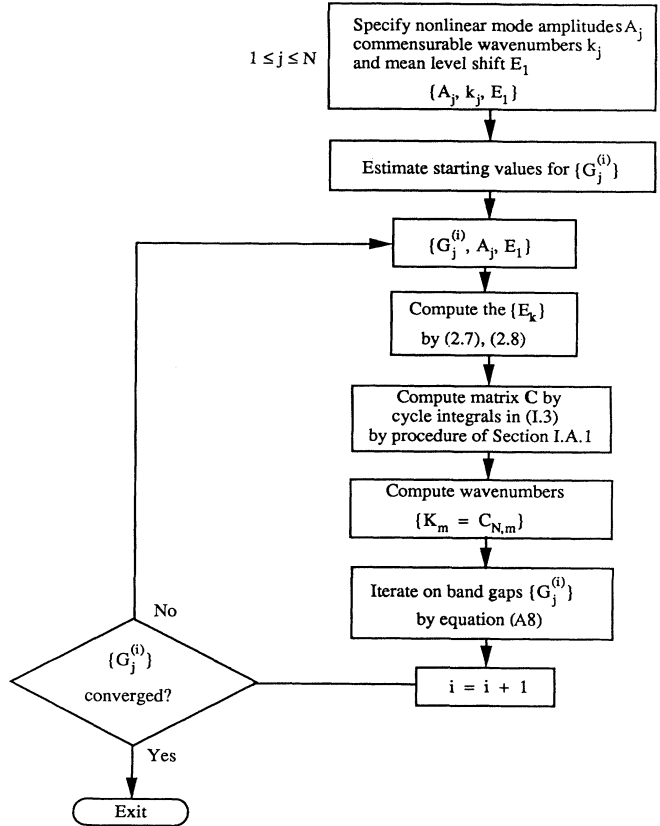 Specify nonlinear mode amplitudes A_j
commensurable wavenumbers k_j
and mean level shift E_1
{A_j, k_j, E_1}
1 ≤ j ≤ N
Estimate starting values for {G_j^(i)}
{G_j^(i), A_j, E_1}
Compute the {E_k}
by (2.7), (2.8)
Compute matrix C by
cycle integrals in (I.3)
by procedure of Section I.A.1
Compute wavenumbers
{K_m = C_N,m}
Iterate on band gaps {G_j^(i)}
by equation (A8)
i = i + 1
No
{G_j^(i)}
converged?
Yes
Exit